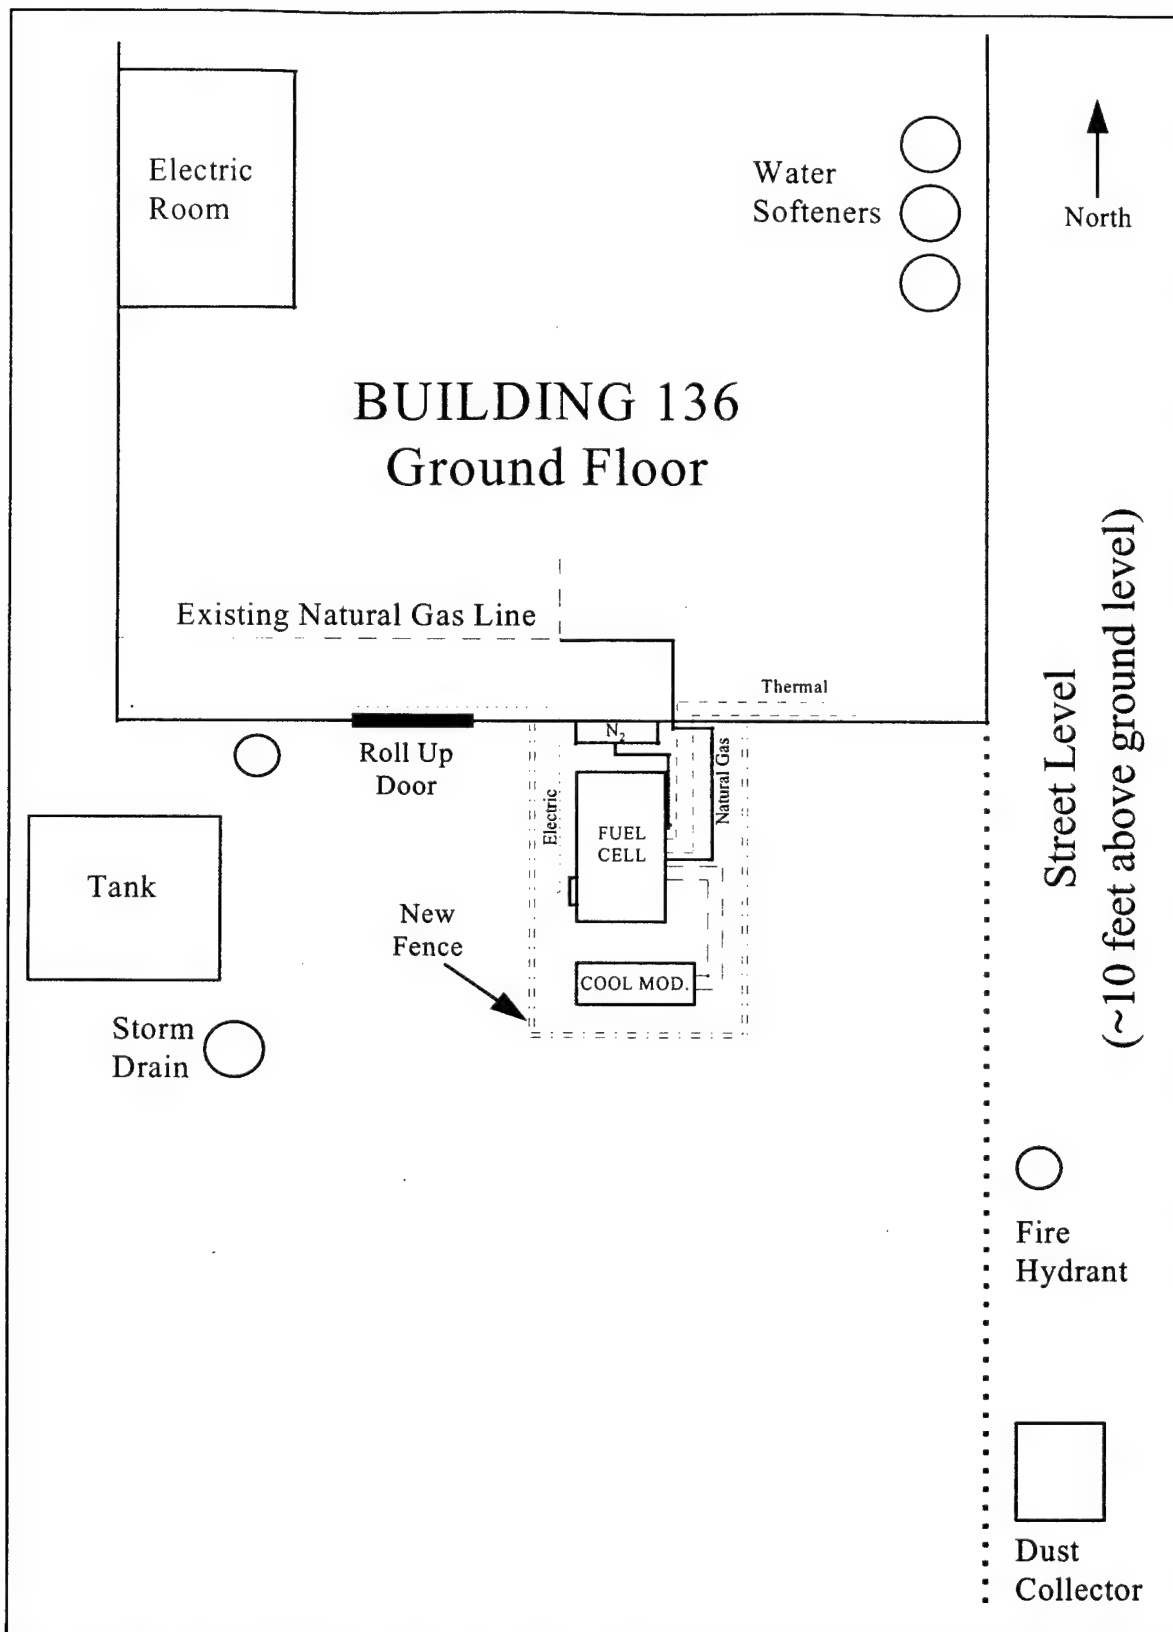 Electric
Room
Water
Softeners
North
BUILDING 136
Ground Floor
Existing Natural Gas Line
Thermal
Roll Up
Door
N2
Electric
Natural Gas
FUEL
CELL
Tank
New
Fence
COOL MOD.
Storm
Drain
Street Level
(~10 feet above ground level)
Fire
Hydrant
Dust
Collector